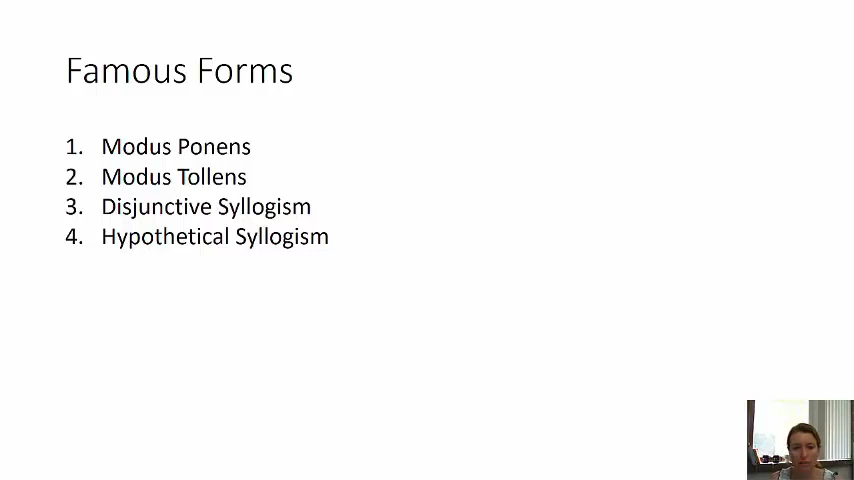 Famous Forms
1. Modus Ponens
2. Modus Tollens
3. Disjunctive Syllogism
4. Hypothetical Syllogism